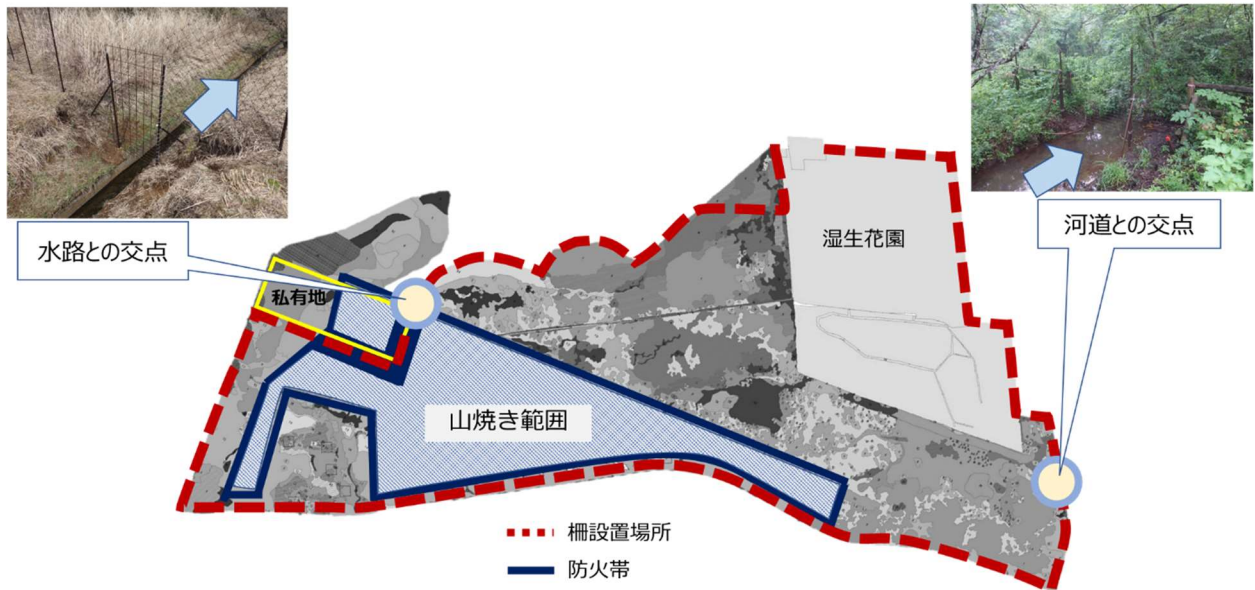 水路との交点
河道との交点
湿生花園
私有地
山焼き範囲
柵設置場所
防火帯